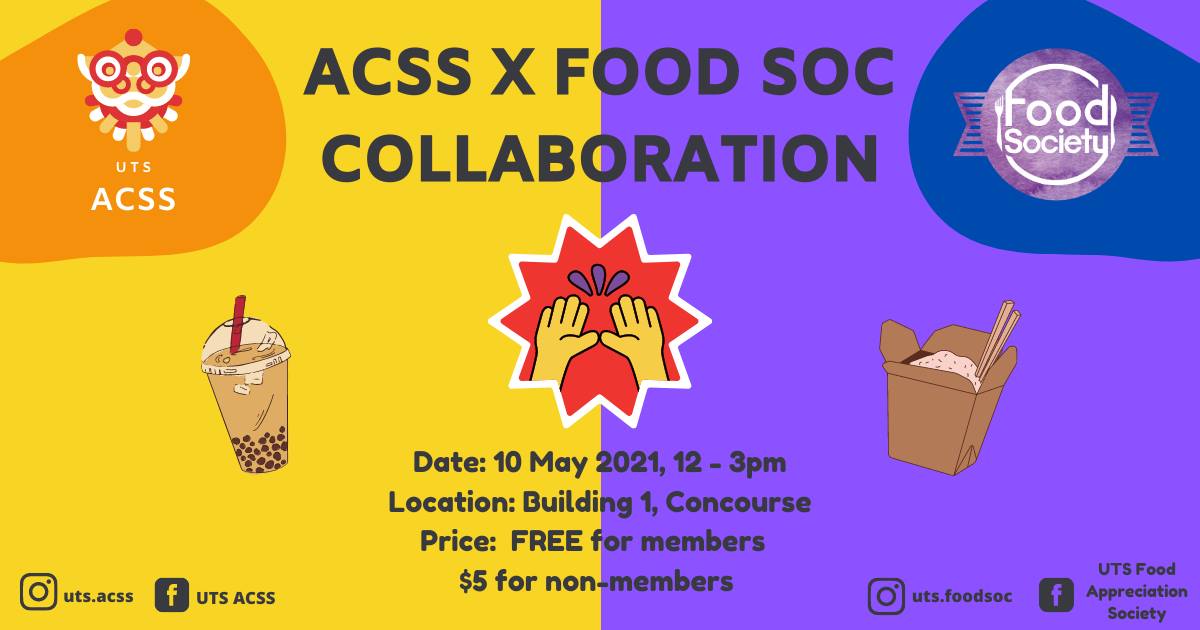 ACSS X FOOD SOC
COLLABORATION
UTS
ACSS
Food
Society
Date: 10 May 2021, 12 - 3pm
Location: Building 1, Concourse
Price: FREE for members
$5 for non-members
uts.acss
UTS ACSS
uts.foodsoc
UTS Food
Appreciation
Society